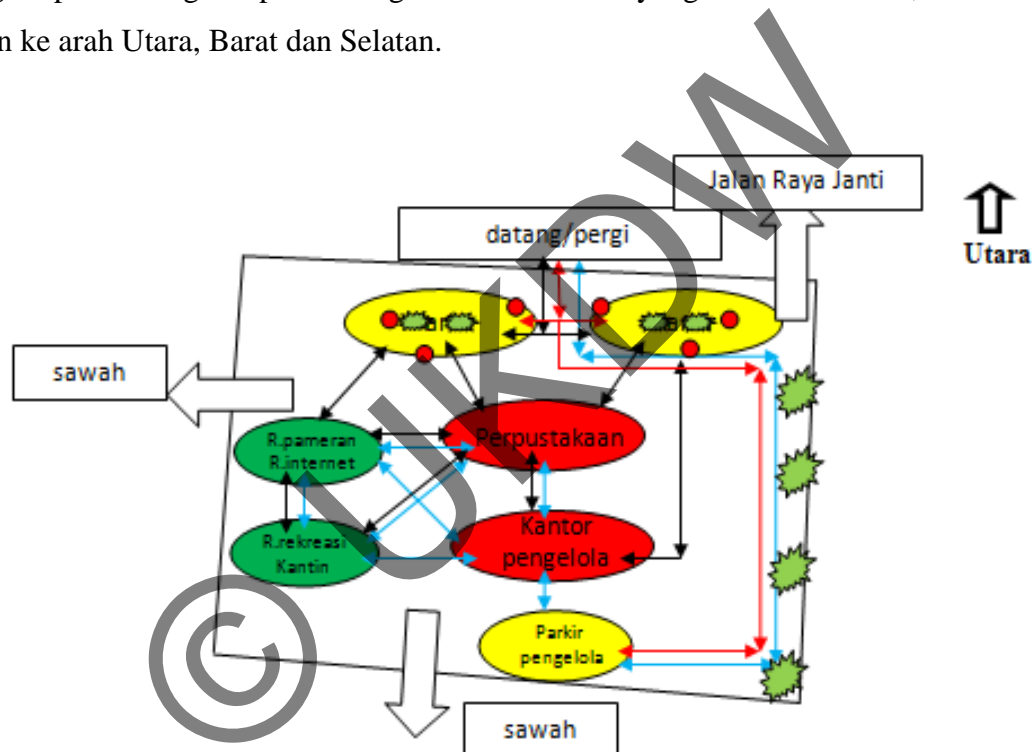 n ke arah Utara, Barat dan Selatan.
Jalan Raya Janti
datang/pergi
Utara
sawah
R.pameran
R.internet
Perpustakaan
R.rekreasi
Kantin
Kantor
pengelola
Parkir
pengelola
sawah
© UKDW